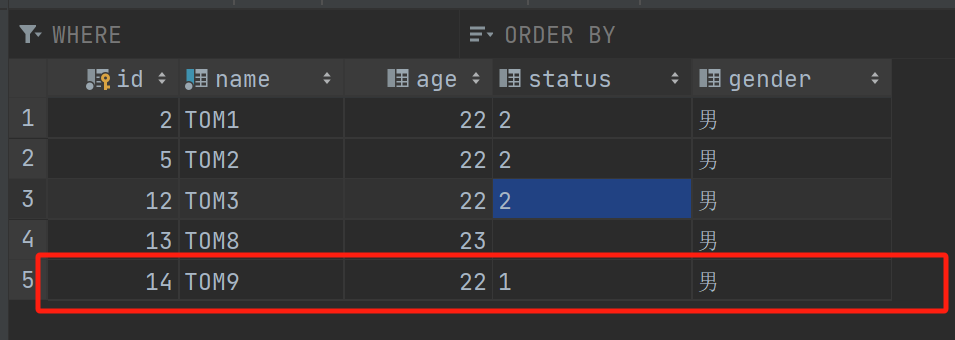 WHERE ORDER BY
id name age status gender
1 2 TOM1 22 2 男
2 5 TOM2 22 2 男
3 12 TOM3 22 2 男
4 13 TOM8 23 男
5 14 TOM9 22 1 男